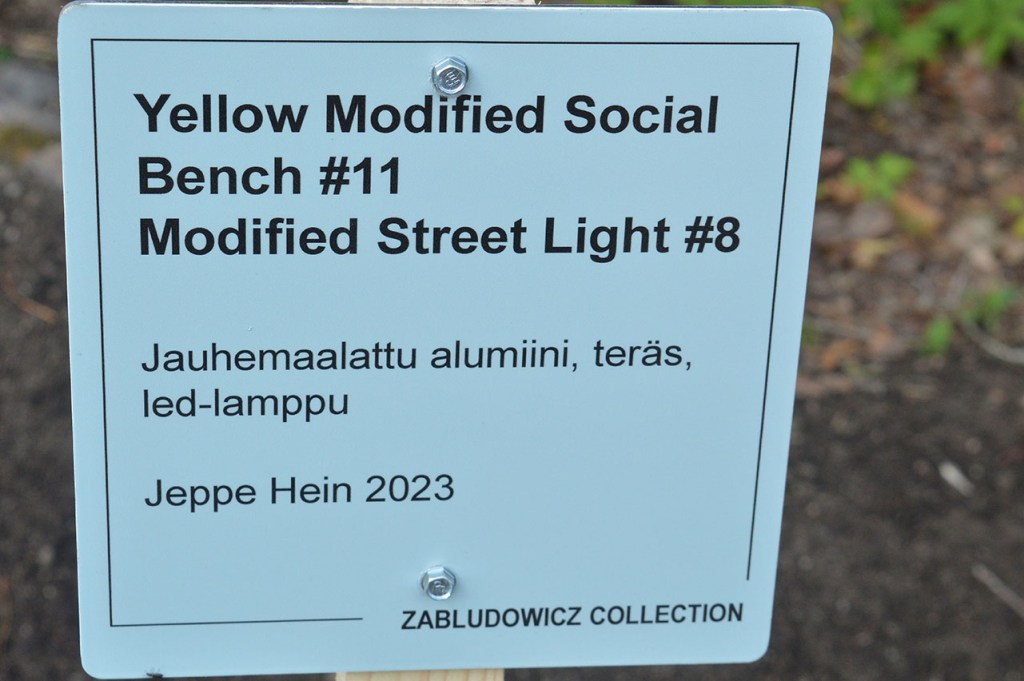 Yellow Modified Social
Bench #11
Modified Street Light #8
Jauhemaalattu alumiini, teräs,
led-lamppu
Jeppe Hein 2023
ZABLUDOWICZ COLLECTION